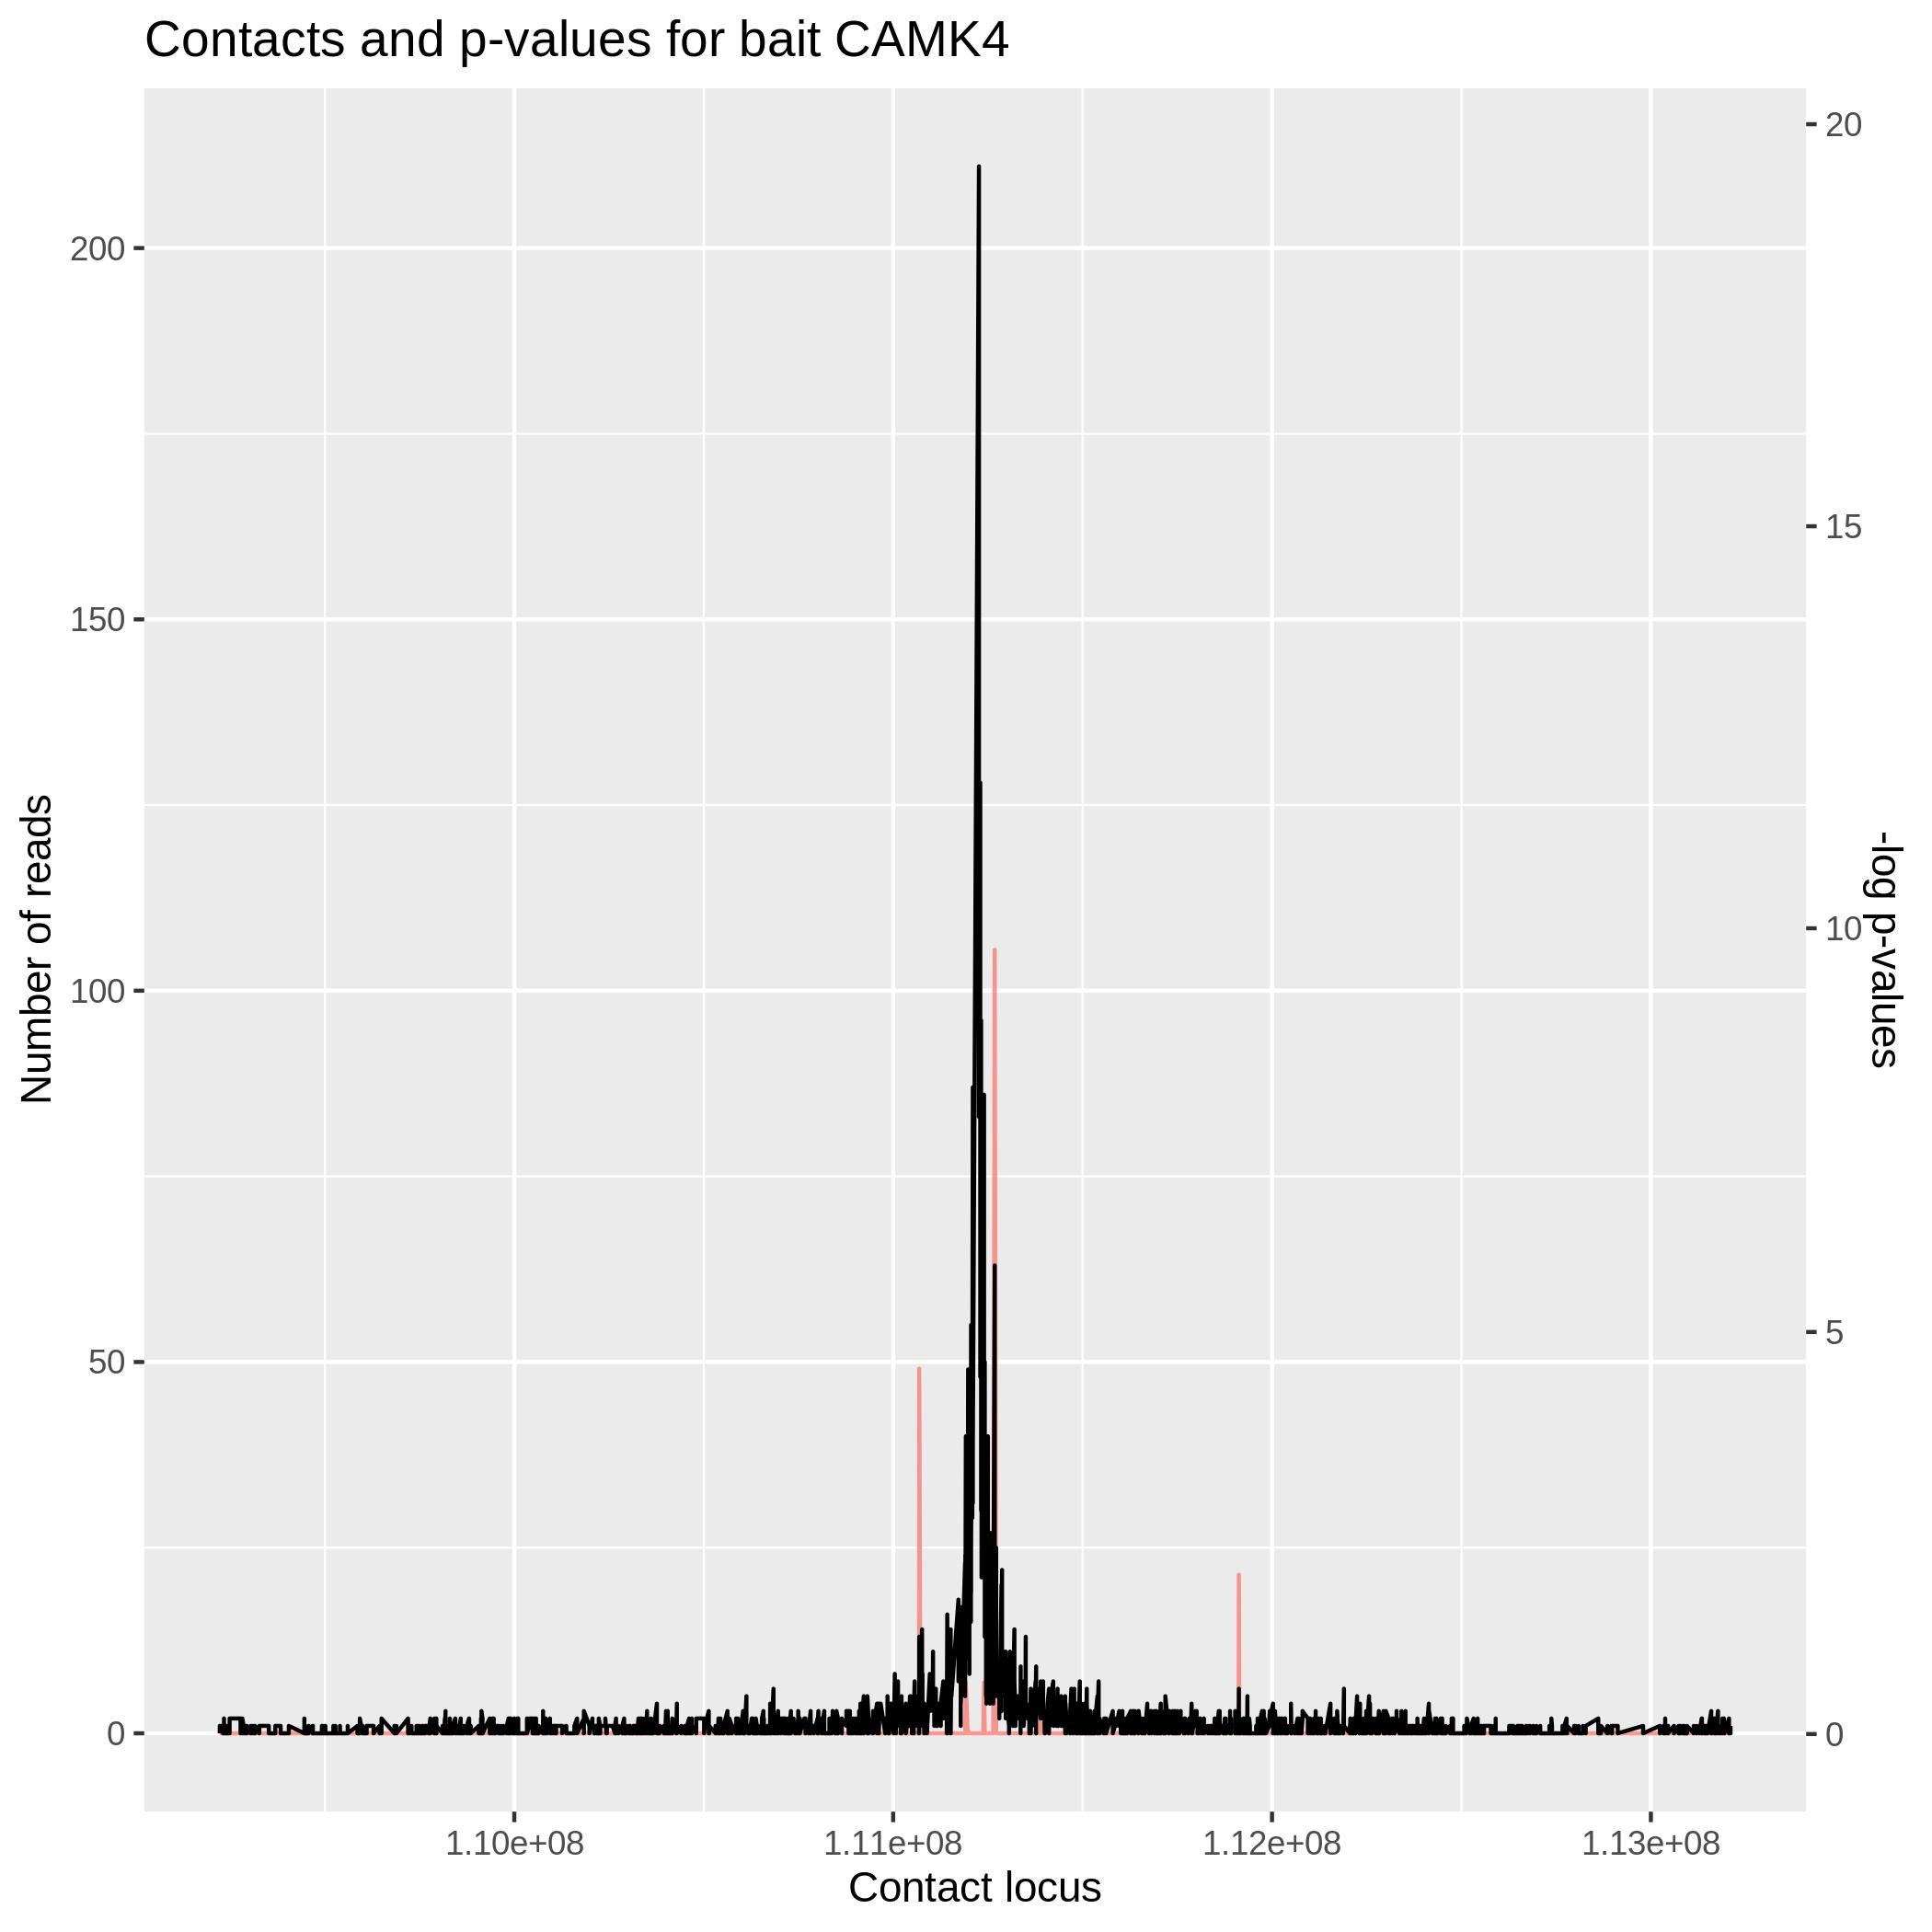 Contacts and p-values for bait CAMK4
Number of reads
200
150
100
50
0
20
15
10
5
0
-log p-values
1.10e+08 1.11e+08 1.12e+08 1.13e+08
Contact locus